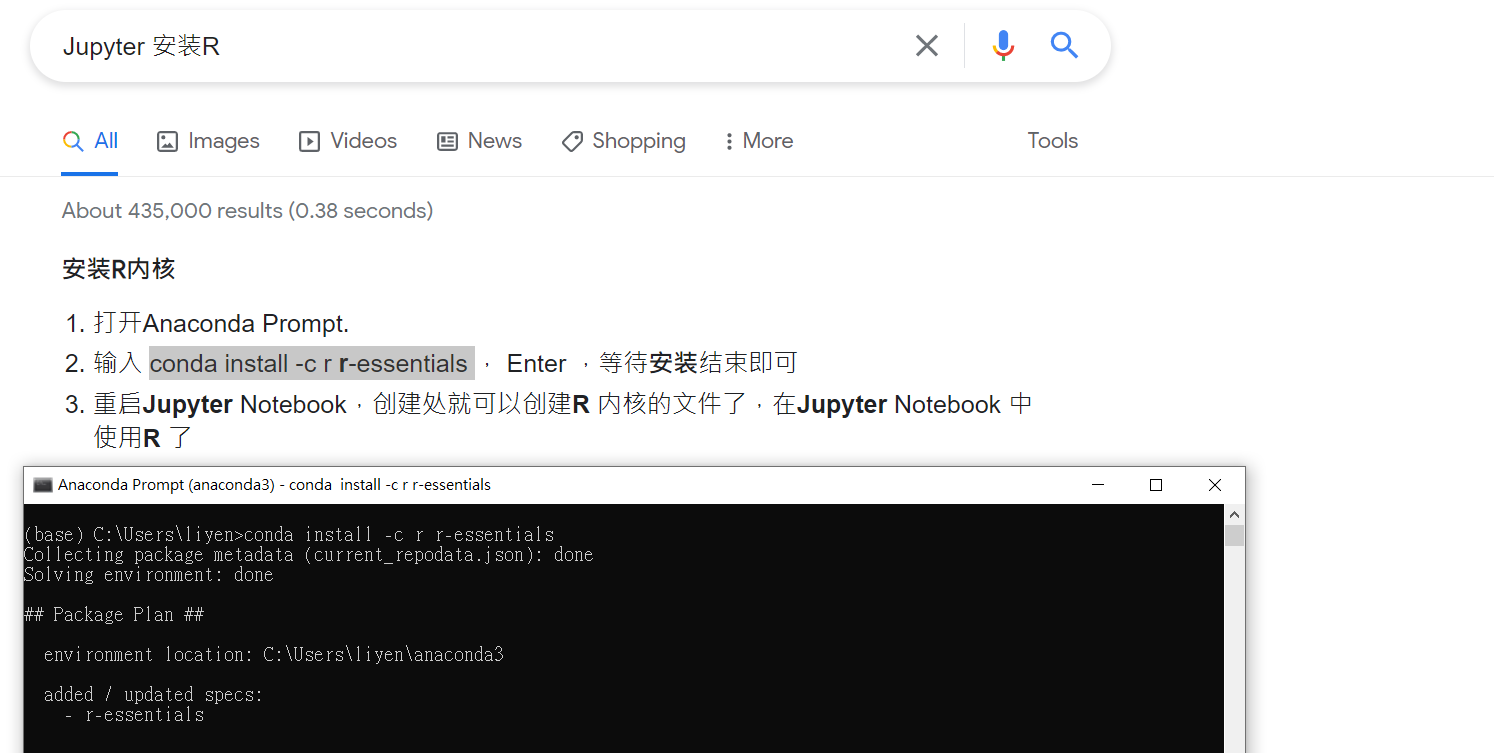 Jupyter 安装R
All Images Videos News Shopping More Tools
About 435,000 results (0.38 seconds)
安装R内核
1. 打开Anaconda Prompt.
2. 输入 conda install -c r r-essentials ， Enter ，等待安装结束即可
3. 重启Jupyter Notebook，创建处就可以创建R 内核的文件了，在Jupyter Notebook 中
使用R 了
Anaconda Prompt (anaconda3) - conda install -c r r-essentials
(base) C:\Users\liyen>conda install -c r r-essentials
Collecting package metadata (current_repodata.json): done
Solving environment: done
## Package Plan ##
environment location: C:\Users\liyen\anaconda3
added / updated specs:
- r-essentials